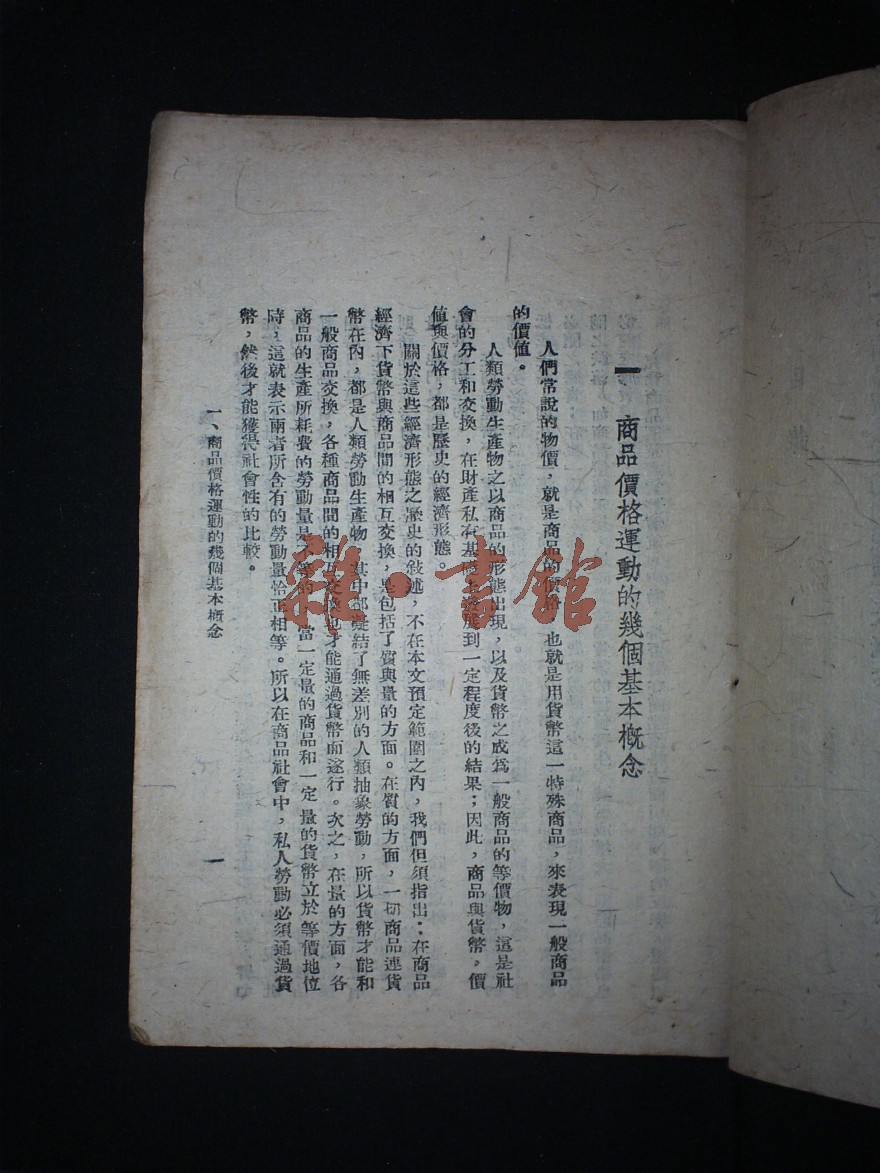 一 商品價格運動的幾個基本概念
人們常說的物價,就是商品的價格,也就是用貨幣這一特殊商品,來表現一般商品
的價值。
人類勞動生產物之以商品的形態出現,以及貨幣之成爲一般商品的等價物,這是社
會的分工和交換,在財產私有基礎上發展到一定程度後的結果;因此,商品與貨幣,價
值與價格,都是歷史的經濟形態。
關於這些經濟形態之歷史的敘述,不在本文預定範圍之內,我們但須指出:在商品
經濟下貨幣與商品間的相互交換,是包括了質與量的方面。在質的方面,一切商品連貨
幣在內,都是人類勞動生產物,其中都凝結了無差別的人類抽象勞動,所以貨幣才能和
一般商品交換,各種商品間的相互交換也才能通過貨幣而遂行。次之,在量的方面,各
商品的生產所耗費的勞動量是不等的,當一定量的商品和一定量的貨幣立於等價地位
時,這就表示兩者所含有的勞動量恰正相等。所以在商品社會中,私人勞動必須通過貨
幣,然後才能獲得社會性的比較。
一、商品價格運動的幾個基本概念
一
雜·書館